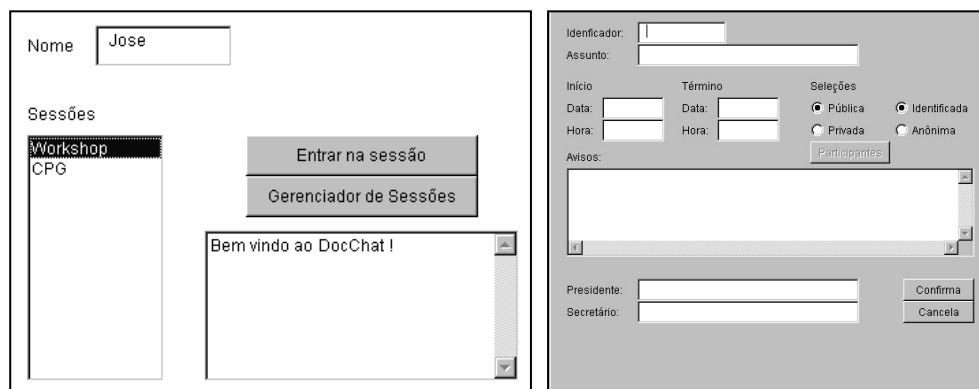 Nome Jose
Sessões
Workshop
CPG
Entrar na sessão
Gerenciador de Sessões
Bem vindo ao DocChat !
Idenficador:
Assunto:
Início Término Seleções
Data: Data: Pública Identificada
Hora: Hora: Privada Anônima
Participantes
Avisos:
Presidente: Confirma
Secretário: Cancela